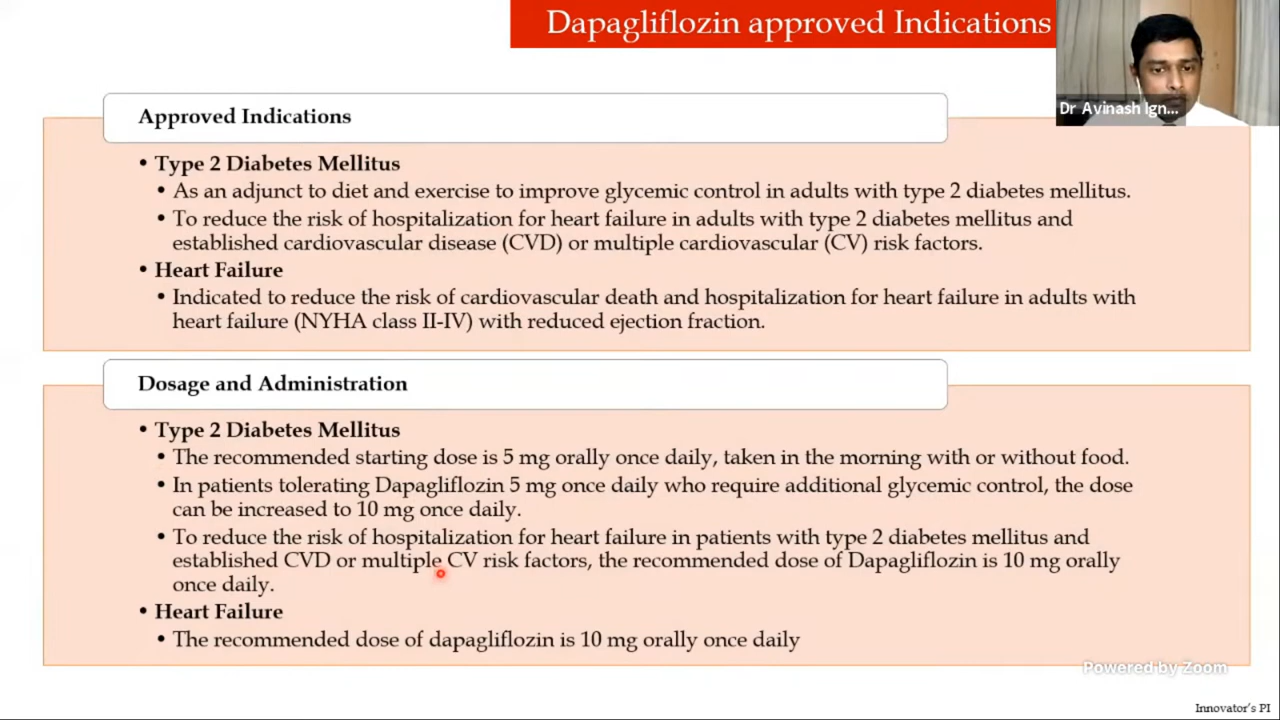 Dapagliflozin approved Indications
Dr Avinash Ign...
Approved Indications
• Type 2 Diabetes Mellitus
• As an adjunct to diet and exercise to improve glycemic control in adults with type 2 diabetes mellitus.
• To reduce the risk of hospitalization for heart failure in adults with type 2 diabetes mellitus and
established cardiovascular disease (CVD) or multiple cardiovascular (CV) risk factors.
• Heart Failure
• Indicated to reduce the risk of cardiovascular death and hospitalization for heart failure in adults with
heart failure (NYHA class II-IV) with reduced ejection fraction.
Dosage and Administration
• Type 2 Diabetes Mellitus
• The recommended starting dose is 5 mg orally once daily, taken in the morning with or without food.
• In patients tolerating Dapagliflozin 5 mg once daily who require additional glycemic control, the dose
can be increased to 10 mg once daily.
• To reduce the risk of hospitalization for heart failure in patients with type 2 diabetes mellitus and
established CVD or multiple CV risk factors, the recommended dose of Dapagliflozin is 10 mg orally
once daily.
• Heart Failure
• The recommended dose of dapagliflozin is 10 mg orally once daily
Powered by Zoom
Innovator's PI